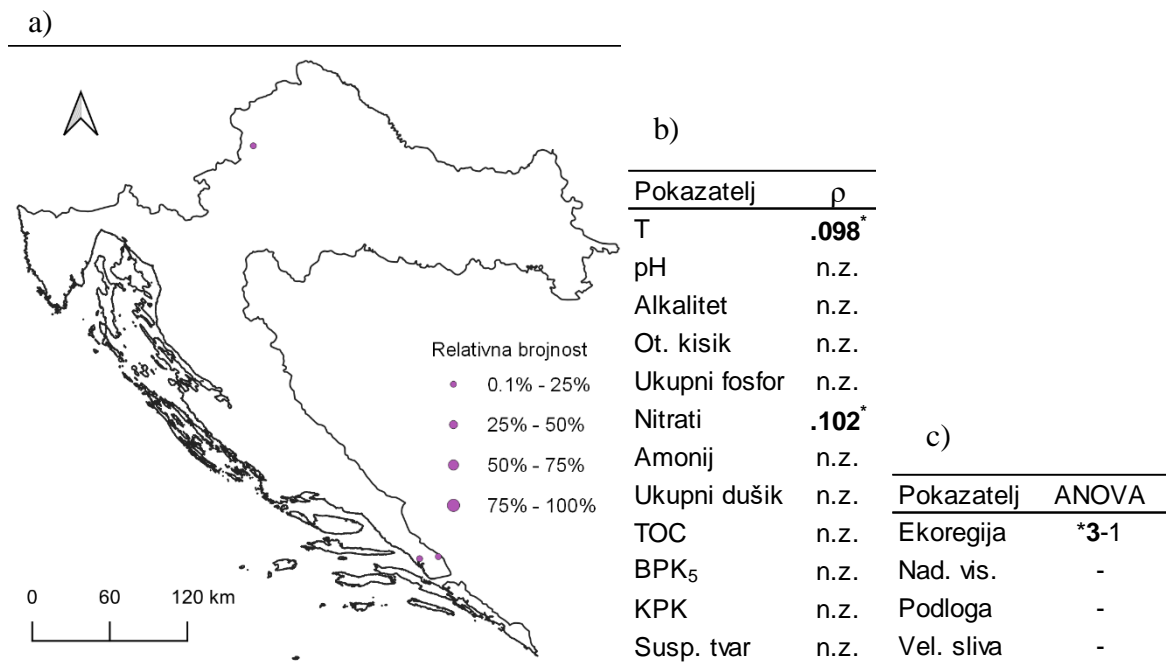 a)
Relativna brojnost
0.1% - 25%
25% - 50%
50% - 75%
75% - 100%
0 60 120 km
b)
Pokazatelj ρ
T .098*
pH n.z.
Alkalitet n.z.
Ot. kisik n.z.
Ukupni fosfor n.z.
Nitrati .102*
Amonij n.z.
Ukupni dušik n.z.
TOC n.z.
BPK₅ n.z.
KPK n.z.
Susp. tvar n.z.
c)
Pokazatelj ANOVA
Ekoregija *3-1
Nad. vis. -
Podloga -
Vel. sliva -